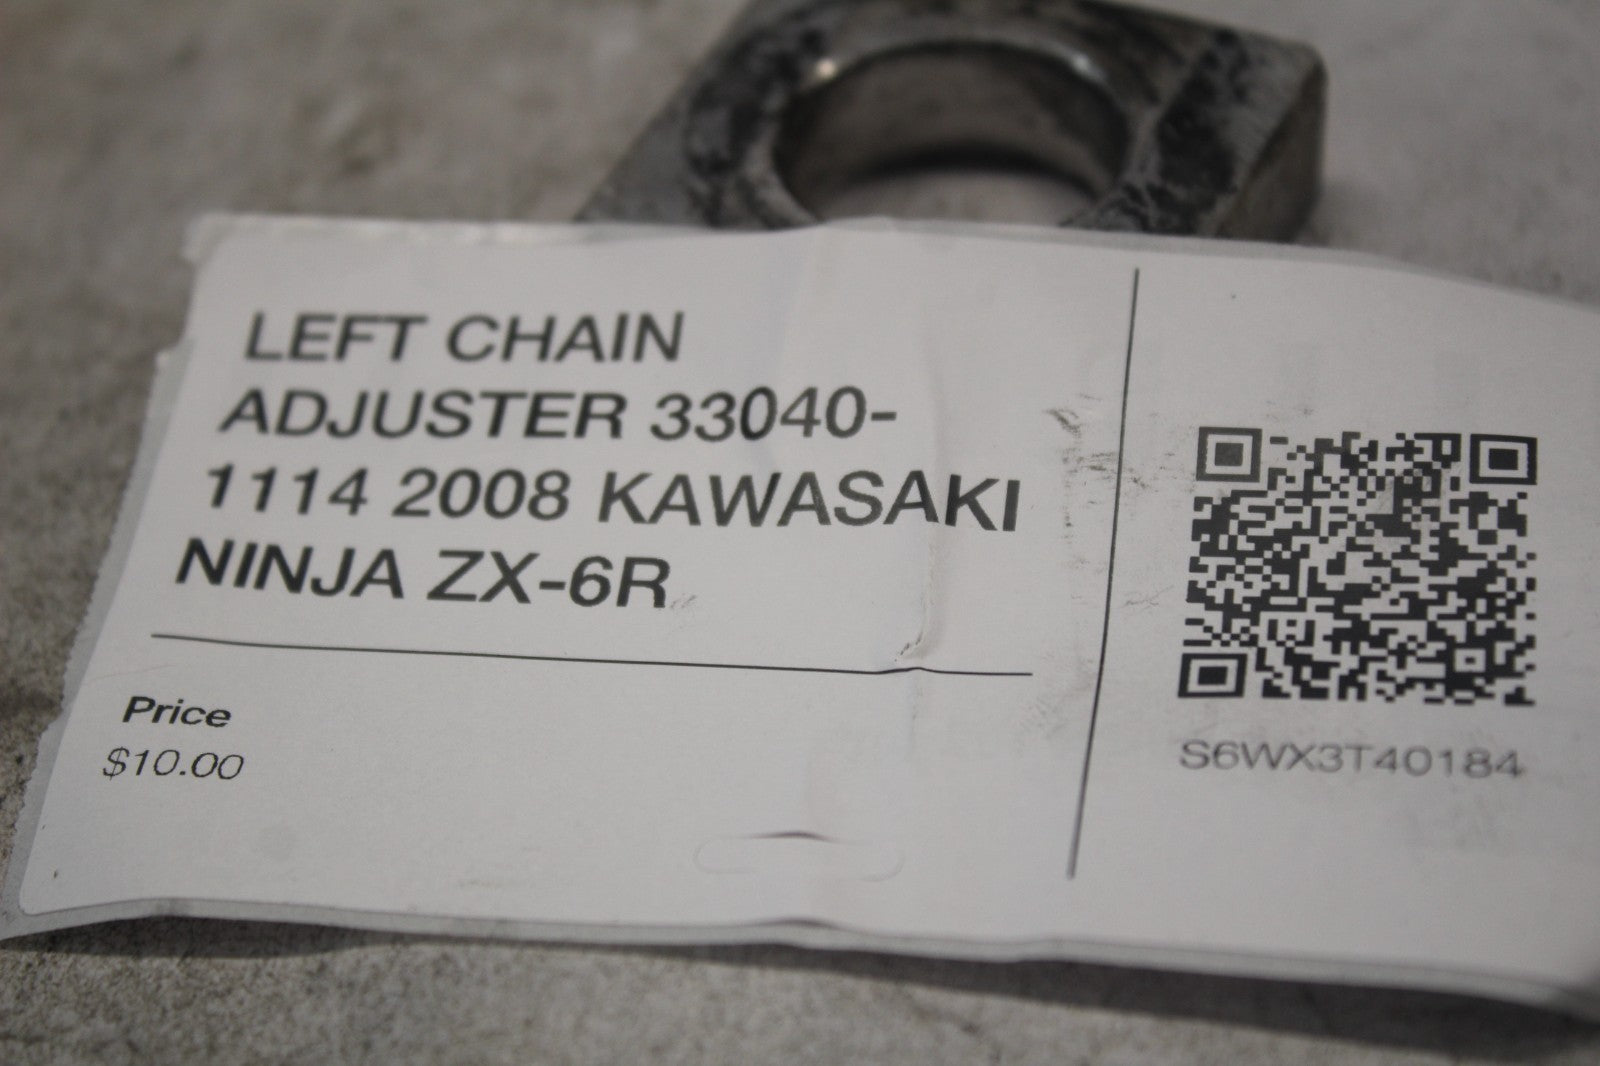 LEFT CHAIN
ADJUSTER 33040-
1114 2008 KAWASAKI
NINJA ZX-6R
Price
$10.00
S6WX3T40184